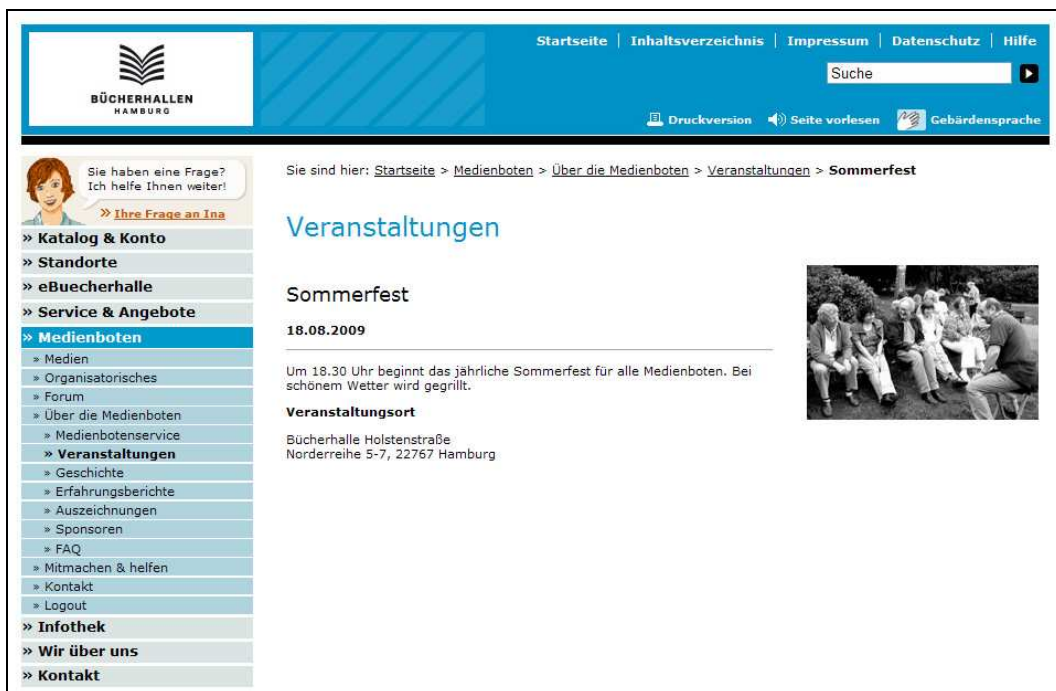 BÜCHERHALLEN
HAMBURG
Startseite | Inhaltsverzeichnis | Impressum | Datenschutz | Hilfe
Suche
Druckversion Seite vorlesen Gebärdensprache
Sie haben eine Frage?
Ich helfe Ihnen weiter!
» Ihre Frage an Ina
» Katalog & Konto
» Standorte
» eBuecherhalle
» Service & Angebote
» Medienboten
» Medien
» Organisatorisches
» Forum
» Über die Medienboten
» Medienbotenservice
» Veranstaltungen
» Geschichte
» Erfahrungsberichte
» Auszeichnungen
» Sponsoren
» FAQ
» Mitmachen & helfen
» Kontakt
» Logout
» Infothek
» Wir über uns
» Kontakt
Sie sind hier: Startseite > Medienboten > Über die Medienboten > Veranstaltungen > Sommerfest
Veranstaltungen
Sommerfest
18.08.2009
Um 18.30 Uhr beginnt das jährliche Sommerfest für alle Medienboten. Bei
schönem Wetter wird gegrillt.
Veranstaltungsort
Bücherhalle Holstenstraße
Norderreihe 5-7, 22767 Hamburg